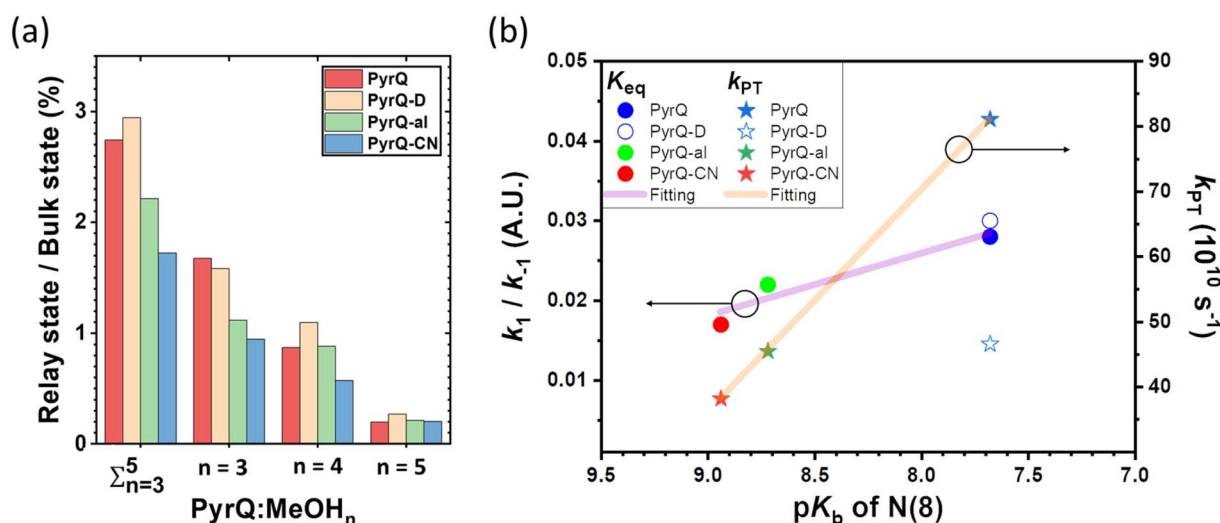 (a)
Relay state / Bulk state (%)
3
2
1
0
PyrQ
PyrQ-D
PyrQ-al
PyrQ-CN
Σ⁵ₙ₌₃
n = 3
n = 4
n = 5
PyrQ:MeOHₙ
(b)
k₁ / k₋₁ (A.U.)
0.05
0.04
0.03
0.02
0.01
Keq kPT
PyrQ PyrQ
PyrQ-D PyrQ-D
PyrQ-al PyrQ-al
PyrQ-CN PyrQ-CN
Fitting Fitting
90
80
70
60
50
40
kPT (10¹⁰ s⁻¹)
9.5 9.0 8.5 8.0 7.5 7.0
pKb of N(8)